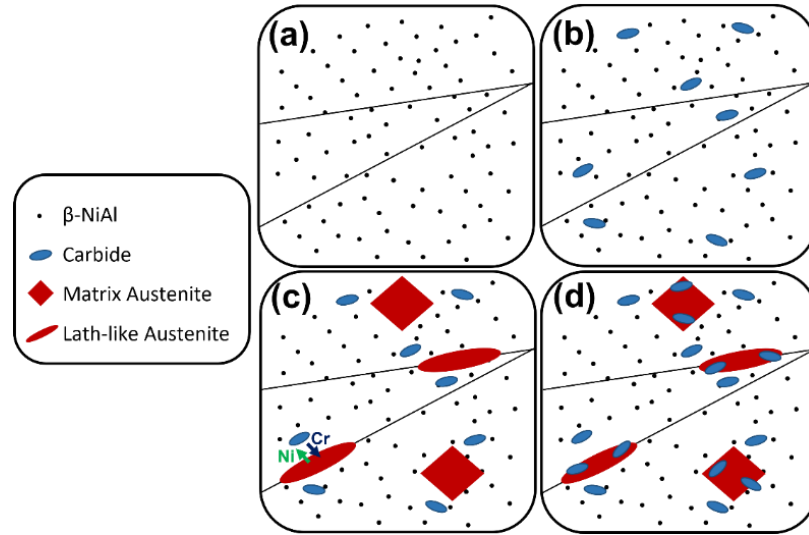 (a)
(b)
β-NiAl
Carbide
Matrix Austenite
Lath-like Austenite
(c)
(d)
Cr
Ni